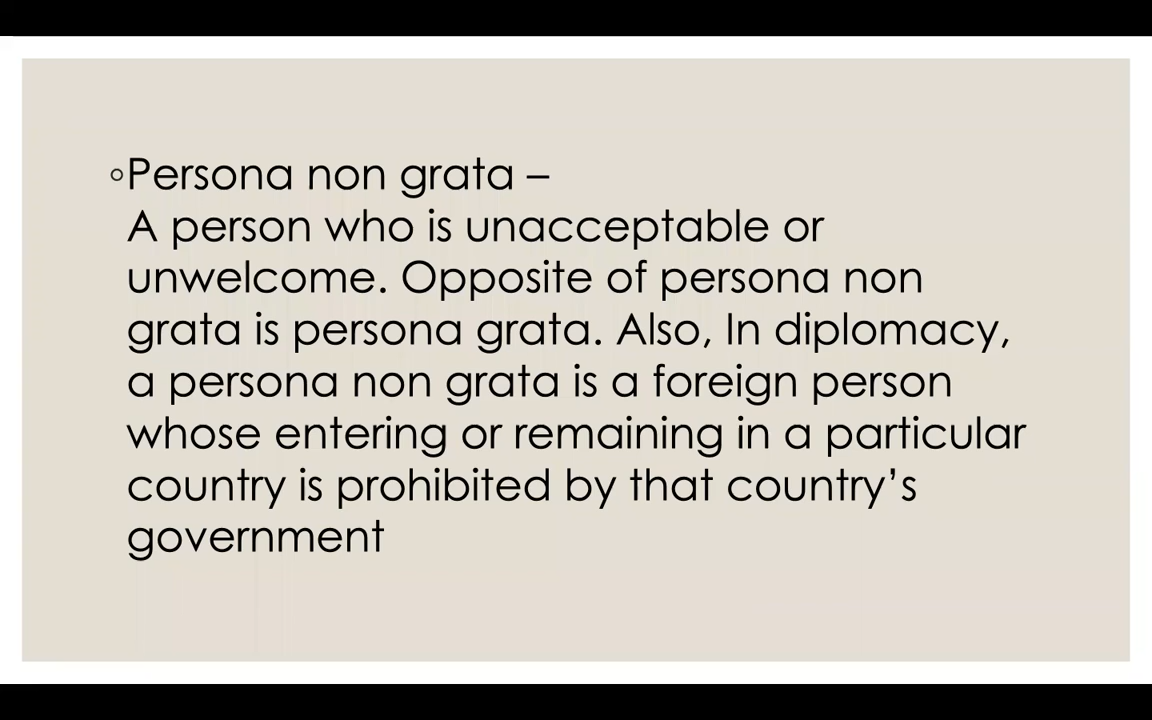 ◦Persona non grata –
A person who is unacceptable or
unwelcome. Opposite of persona non
grata is persona grata. Also, In diplomacy,
a persona non grata is a foreign person
whose entering or remaining in a particular
country is prohibited by that country’s
government